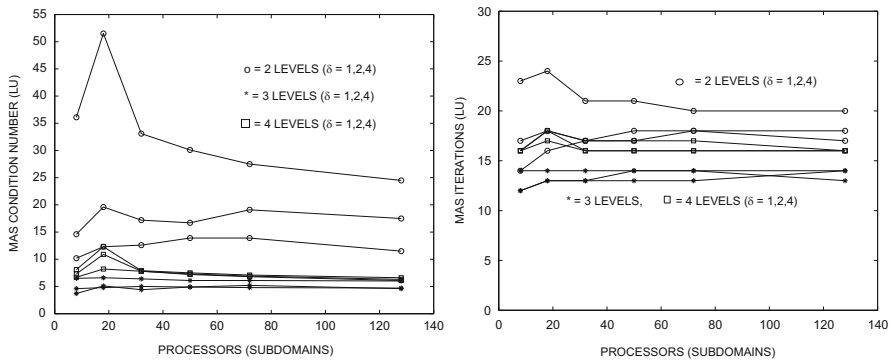 55
50
45
40
35
30
25
20
15
10
5
0
MAS CONDITION NUMBER (LU)
o = 2 LEVELS (δ = 1,2,4)
* = 3 LEVELS (δ = 1,2,4)
□ = 4 LEVELS (δ = 1,2,4)
0 20 40 60 80 100 120 140
PROCESSORS (SUBDOMAINS)
30
25
20
15
10
5
0
MAS ITERATIONS (LU)
o = 2 LEVELS (δ = 1,2,4)
* = 3 LEVELS, □ = 4 LEVELS (δ = 1,2,4)
0 20 40 60 80 100 120 140
PROCESSORS (SUBDOMAINS)